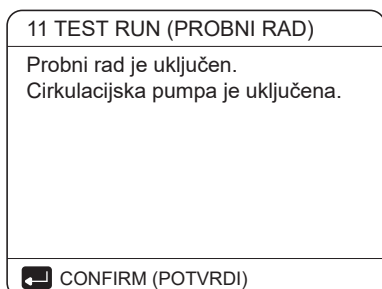 11 TEST RUN (PROBNI RAD)
Probni rad je uključen.
Cirkulacijska pumpa je uključena.
CONFIRM (POTVRDI)